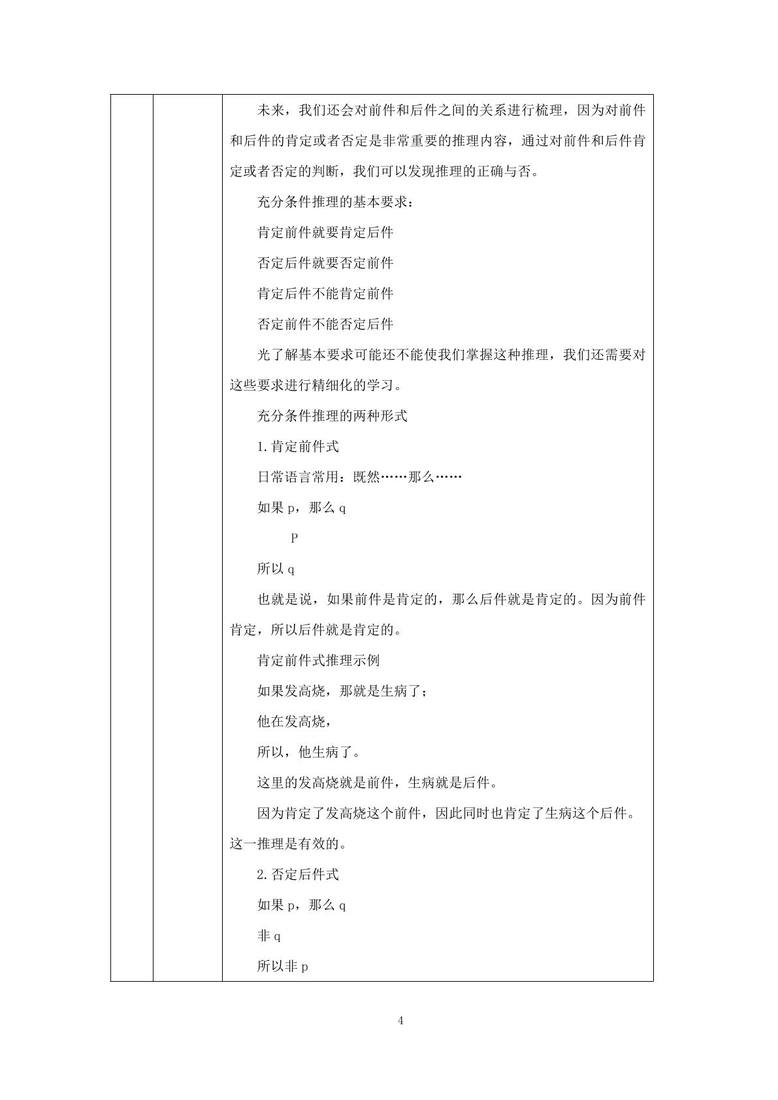 未来，我们还会对前件和后件之间的关系进行梳理，因为对前件
和后件的肯定或者否定是非常重要的推理内容，通过对前件和后件肯
定或者否定的判断，我们可以发现推理的正确与否。
充分条件推理的基本要求：
肯定前件就要肯定后件
否定后件就要否定前件
肯定后件不能肯定前件
否定前件不能否定后件
光了解基本要求可能还不能使我们掌握这种推理，我们还需要对
这些要求进行精细化的学习。
充分条件推理的两种形式
1.肯定前件式
日常语言常用：既然……那么……
如果 p，那么 q
P
所以 q
也就是说，如果前件是肯定的，那么后件就是肯定的。因为前件
肯定，所以后件就是肯定的。
肯定前件式推理示例
如果发高烧，那就是生病了；
他在发高烧，
所以，他生病了。
这里的发高烧就是前件，生病就是后件。
因为肯定了发高烧这个前件，因此同时也肯定了生病这个后件。
这一推理是有效的。
2.否定后件式
如果 p，那么 q
非 q
所以非 p
4